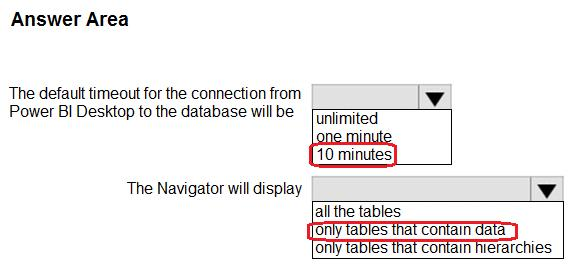 Answer Area
The default timeout for the connection from
Power BI Desktop to the database will be
unlimited
one minute
10 minutes
The Navigator will display
all the tables
only tables that contain data
only tables that contain hierarchies